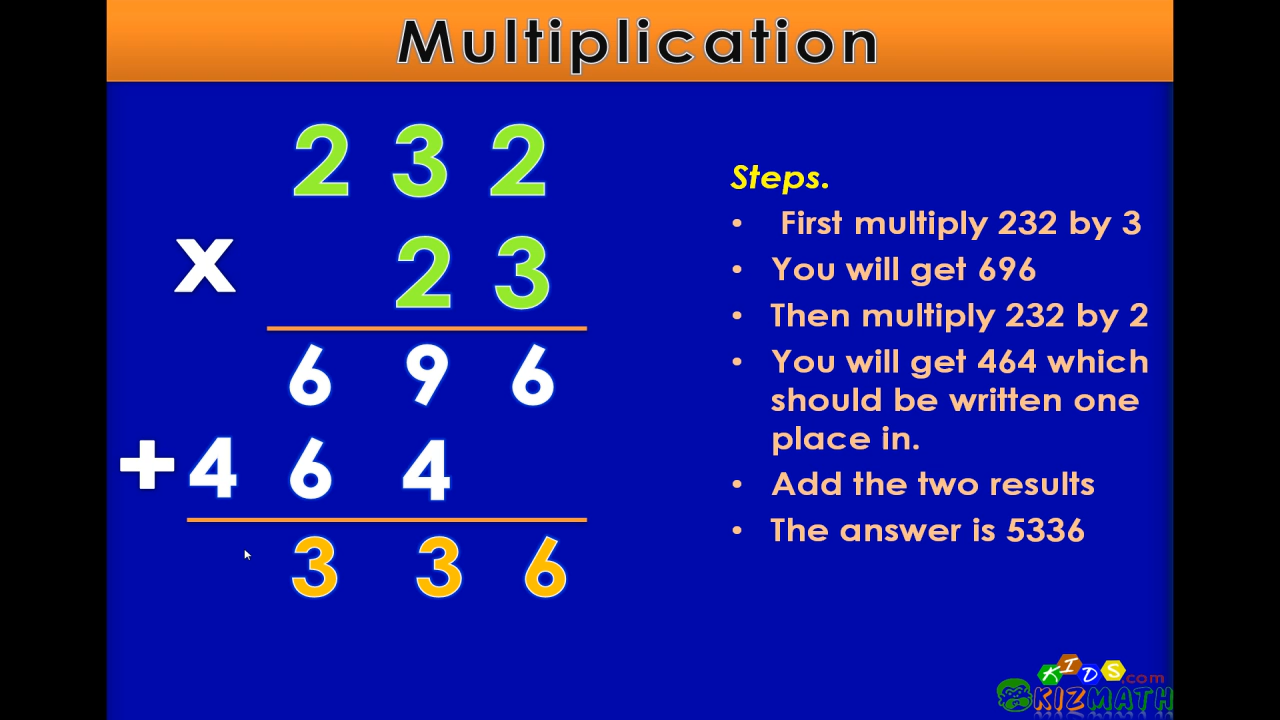 Multiplication
2 3 2
x 2 3
6 9 6
+ 4 6 4
3 3 6
Steps.
• First multiply 232 by 3
• You will get 696
• Then multiply 232 by 2
• You will get 464 which
should be written one
place in.
• Add the two results
• The answer is 5336
KIDS.com
KIZMATH